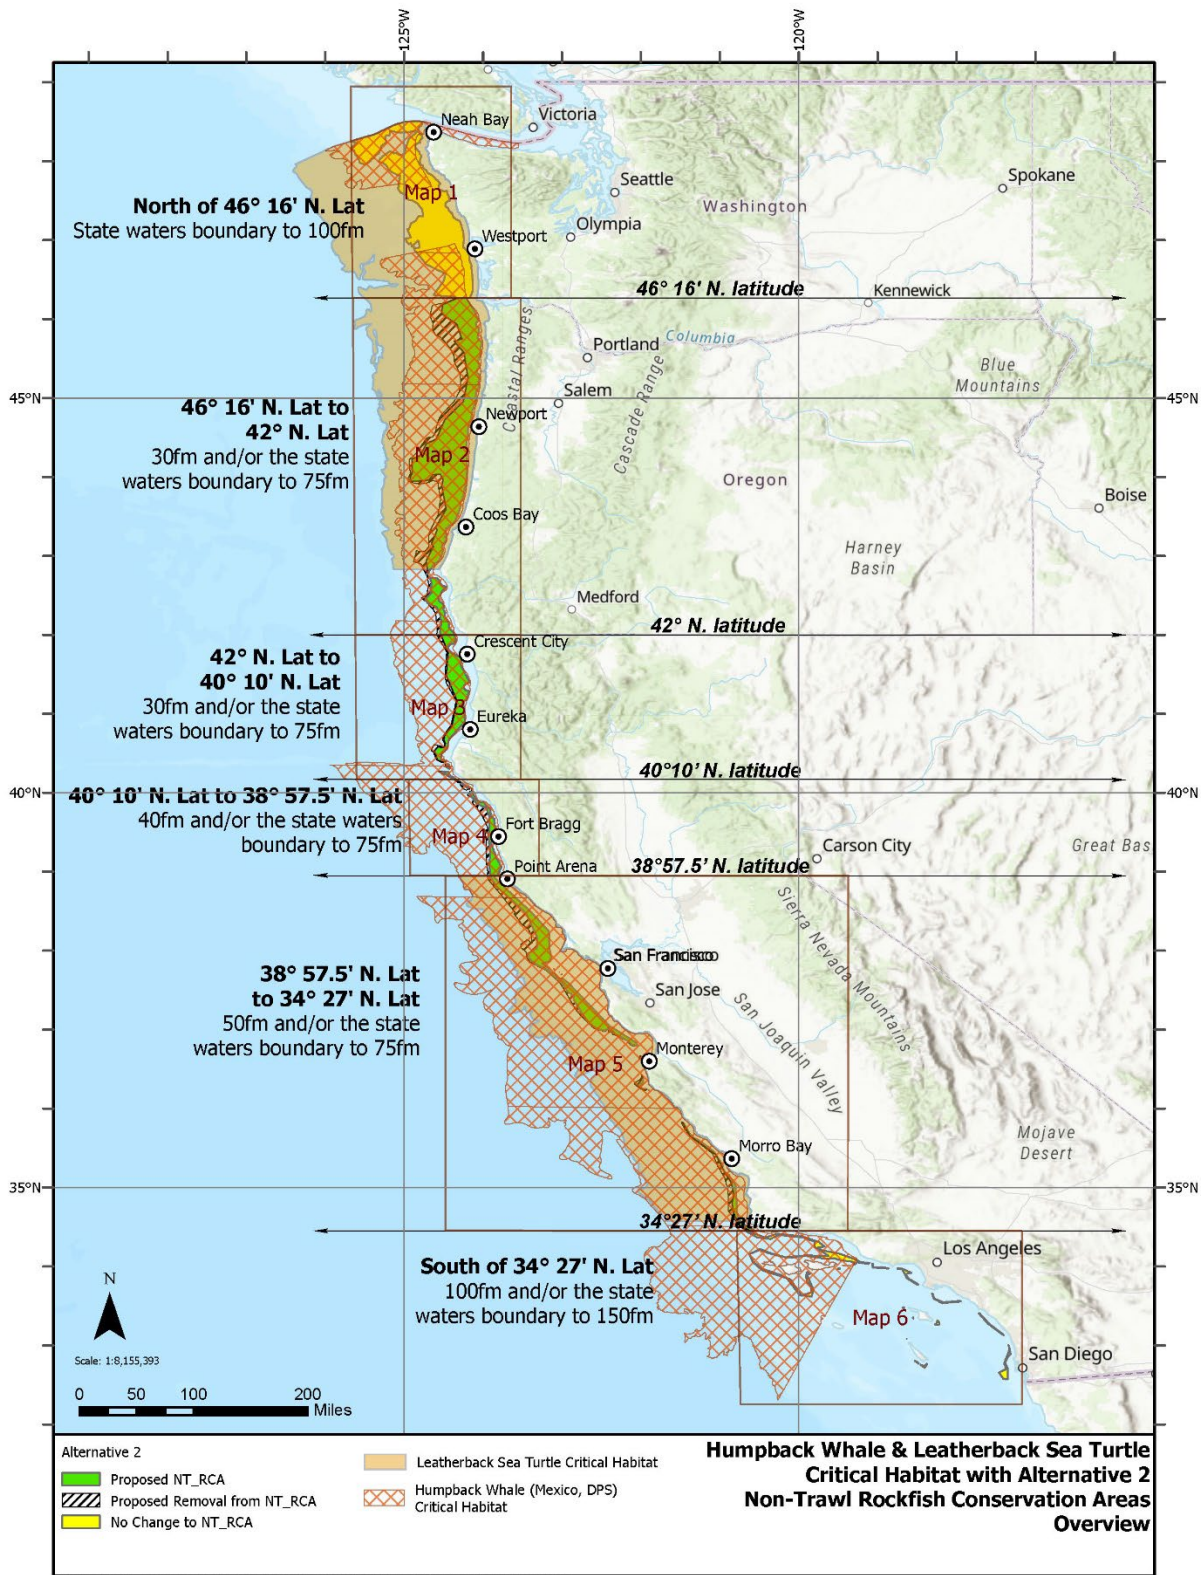 125°W
120°W
Neah Bay
Victoria
Seattle
Spokane
Map 1
Washington
North of 46° 16' N. Lat
State waters boundary to 100fm
Olympia
Westport
46° 16' N. latitude
Kennewick
Columbia
Portland
Coastal Ranges
Blue
Mountains
Salem
Cascade Range
45°N
45°N
46° 16' N. Lat to
42° N. Lat
30fm and/or the state
waters boundary to 75fm
Newport
Map 2
Oregon
Boise
Coos Bay
Harney
Basin
Medford
42° N. latitude
Crescent City
42° N. Lat to
40° 10' N. Lat
30fm and/or the state
waters boundary to 75fm
Map 3
Eureka
40°10' N. latitude
40°N
40°N
40° 10' N. Lat to 38° 57.5' N. Lat
40fm and/or the state waters
boundary to 75fm
Map 4
Fort Bragg
Point Arena
Carson City
Great Bas
38°57.5' N. latitude
Sierra Nevada Mountains
San Francisco
San Jose
San Joaquin Valley
38° 57.5' N. Lat
to 34° 27' N. Lat
50fm and/or the state
waters boundary to 75fm
Map 5
Monterey
Morro Bay
Mojave
Desert
35°N
35°N
34°27' N. latitude
South of 34° 27' N. Lat
100fm and/or the state
waters boundary to 150fm
Los Angeles
Map 6
San Diego
N
Scale: 1:8,155,393
0 50 100 200
Miles
Alternative 2
Proposed NT_RCA
Proposed Removal from NT_RCA
No Change to NT_RCA
Leatherback Sea Turtle Critical Habitat
Humpback Whale (Mexico, DPS)
Critical Habitat
Humpback Whale & Leatherback Sea Turtle
Critical Habitat with Alternative 2
Non-Trawl Rockfish Conservation Areas
Overview